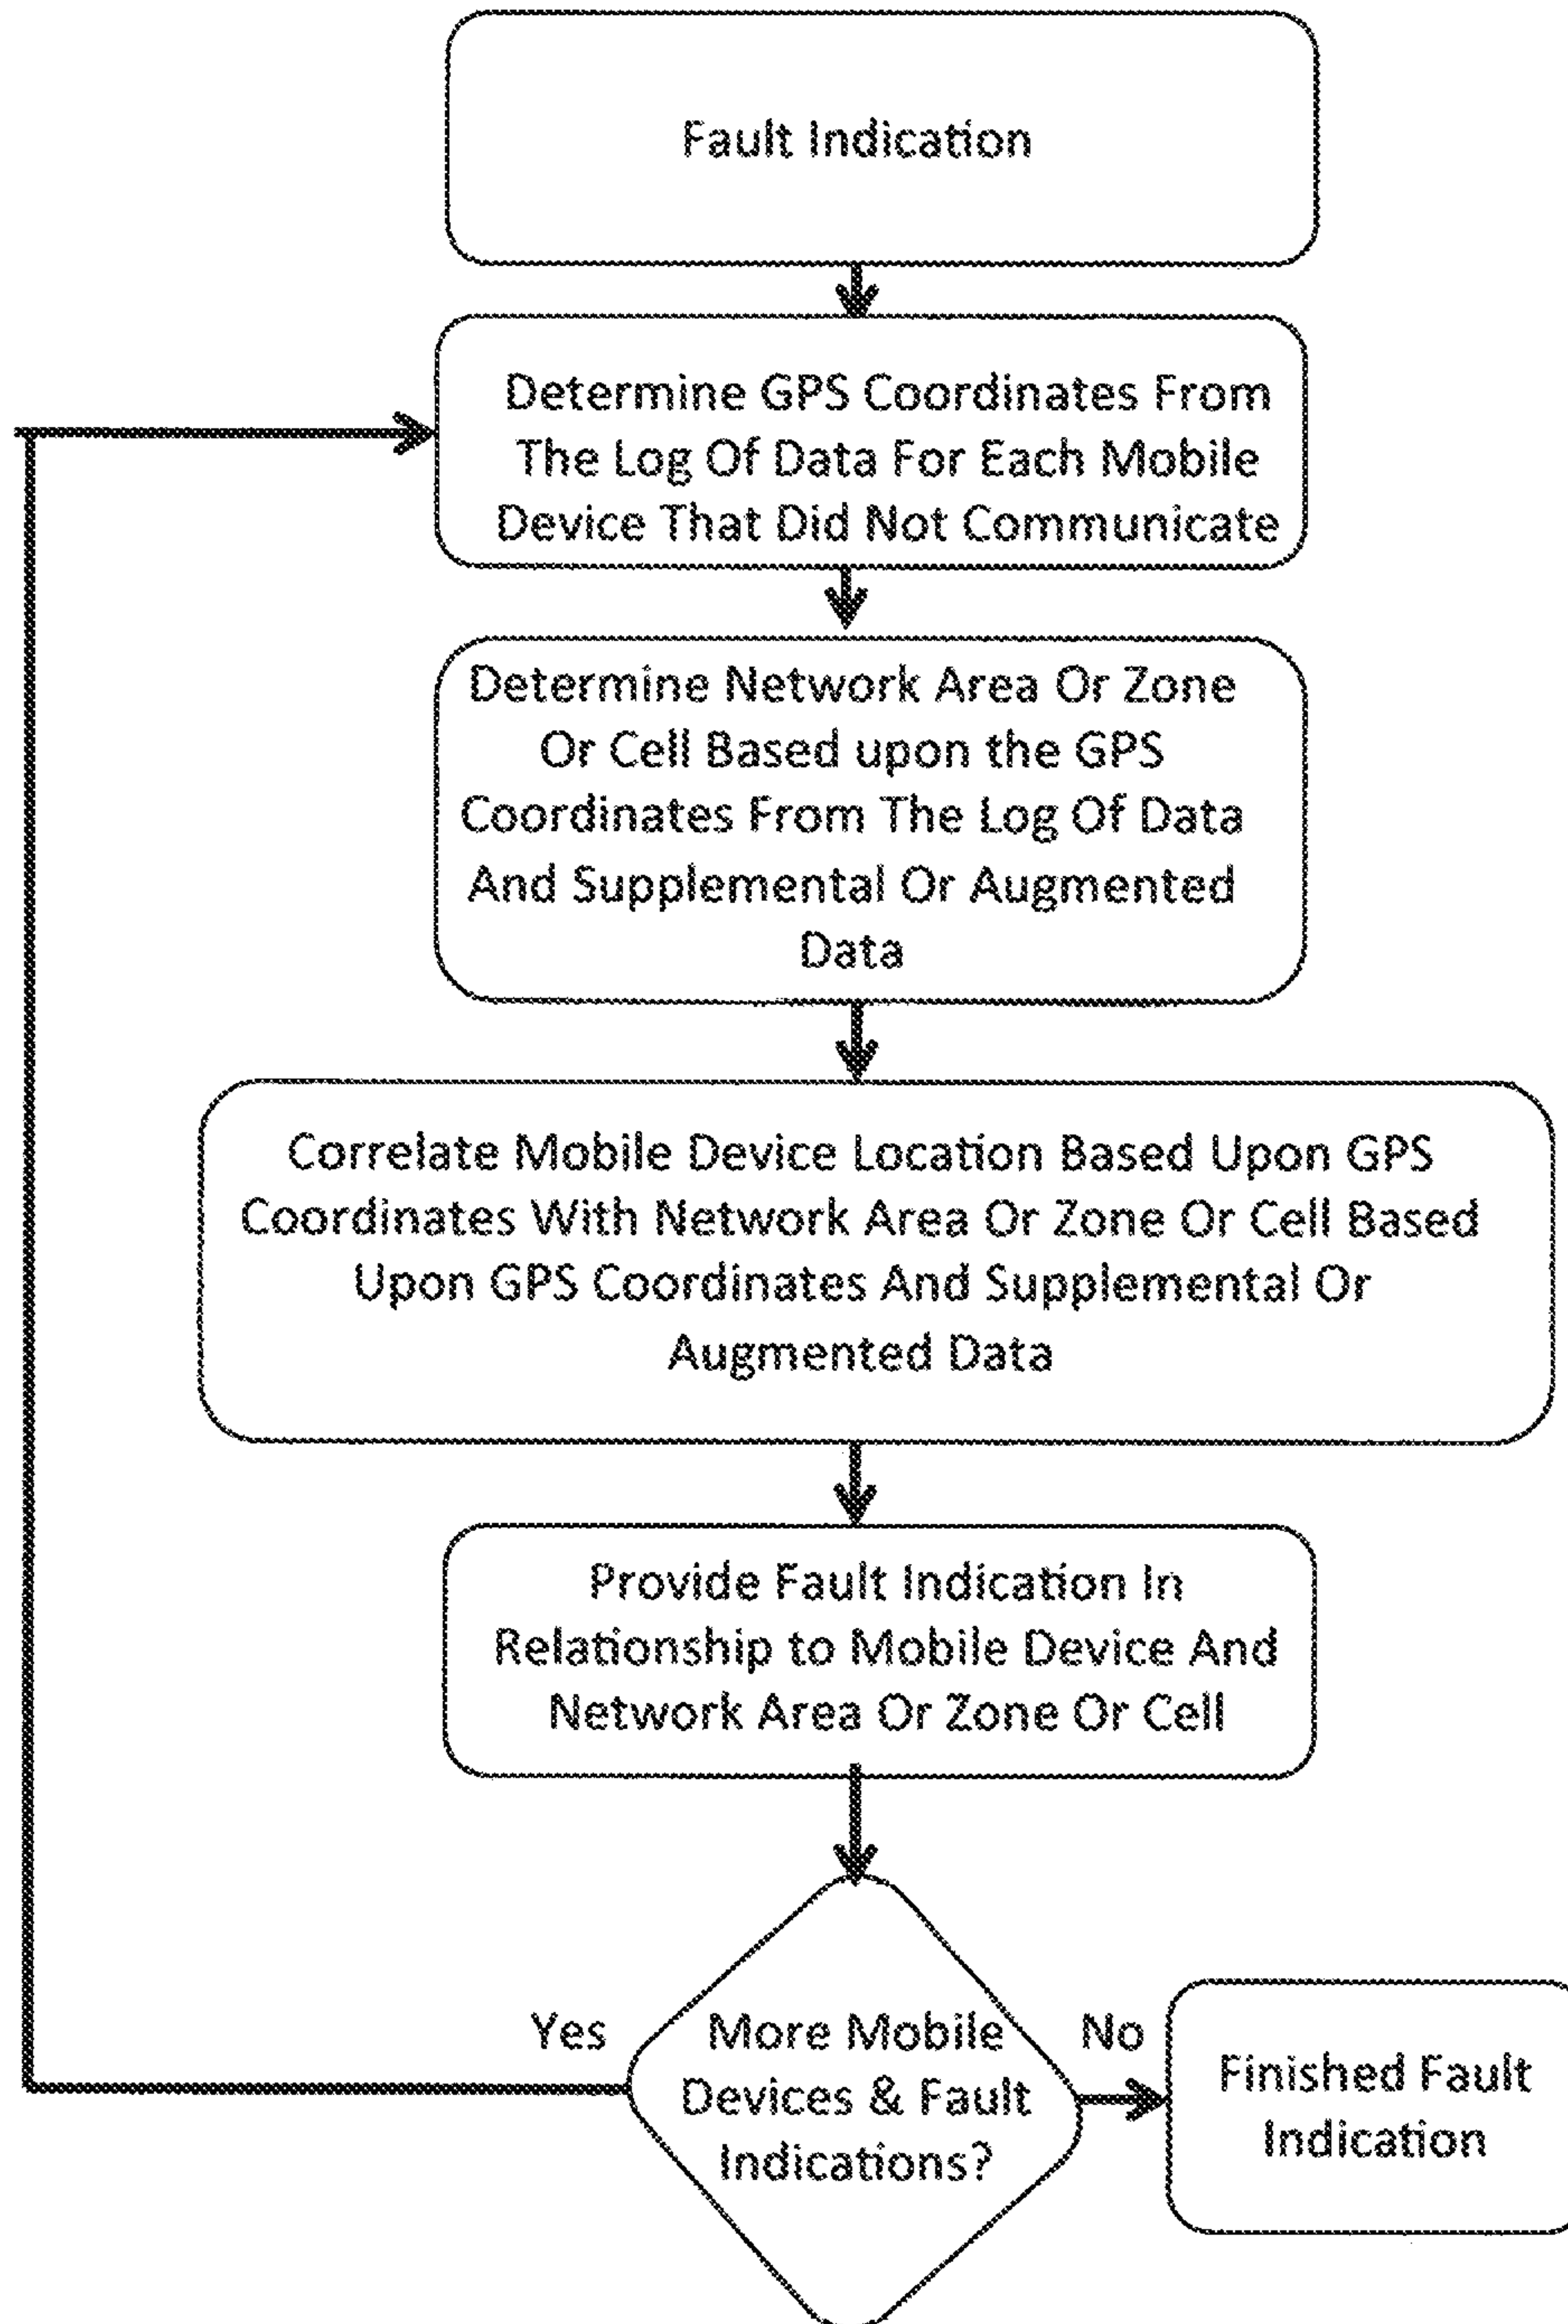 Fault Indication
Determine GPS Coordinates From
The Log Of Data For Each Mobile
Device That Did Not Communicate
Determine Network Area Or Zone
Or Cell Based upon the GPS
Coordinates From The Log Of Data
And Supplemental Or Augmented
Data
Correlate Mobile Device Location Based Upon GPS
Coordinates With Network Area Or Zone Or Cell Based
Upon GPS Coordinates And Supplemental Or
Augmented Data
Provide Fault Indication In
Relationship to Mobile Device And
Network Area Or Zone Or Cell
Yes
More Mobile
Devices & Fault
Indications?
No
Finished Fault
Indication